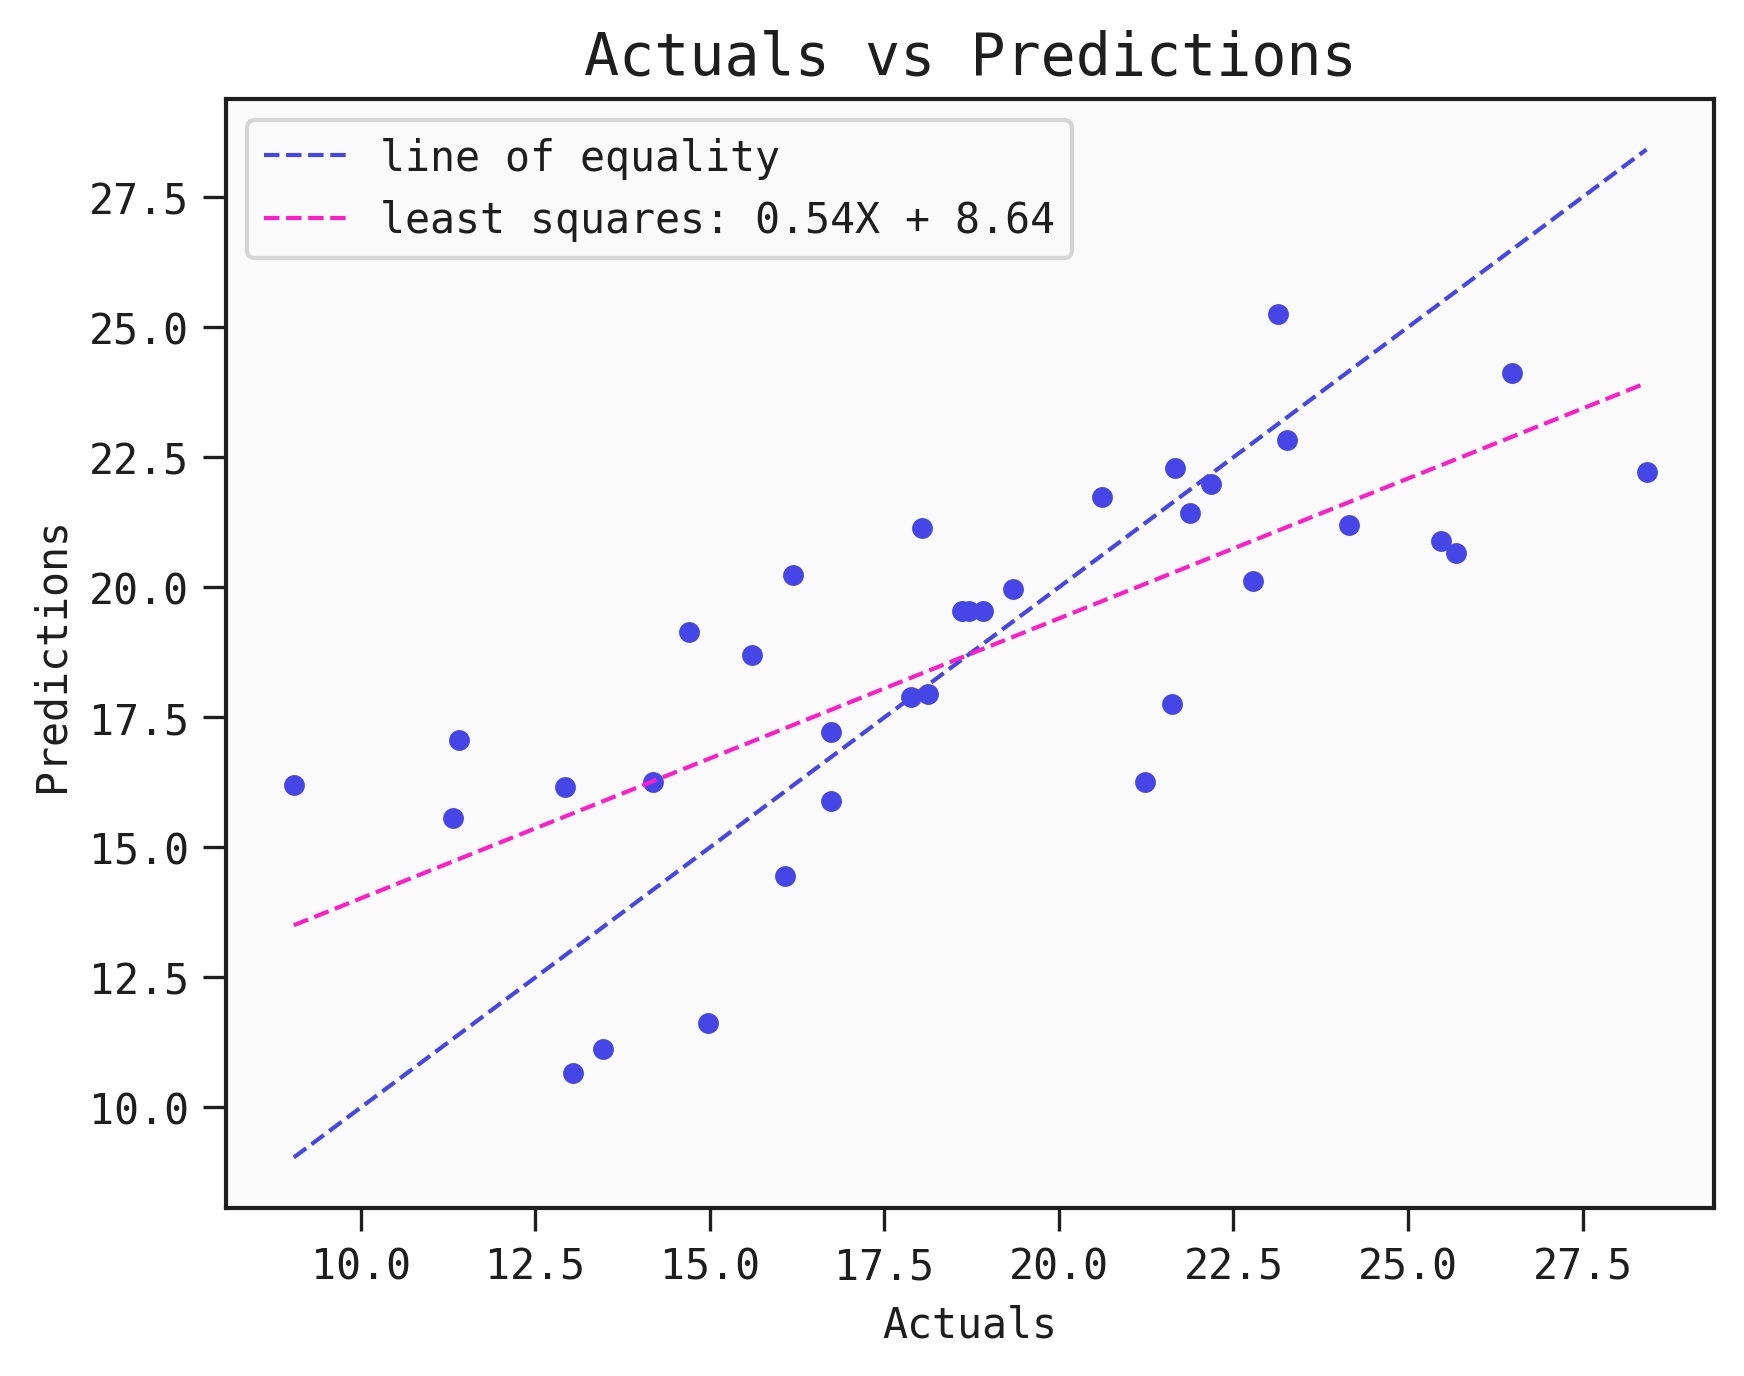 Actuals vs Predictions
line of equality
least squares: 0.54X + 8.64
27.5
25.0
22.5
20.0
17.5
15.0
12.5
10.0
Predictions
10.0 12.5 15.0 17.5 20.0 22.5 25.0 27.5
Actuals